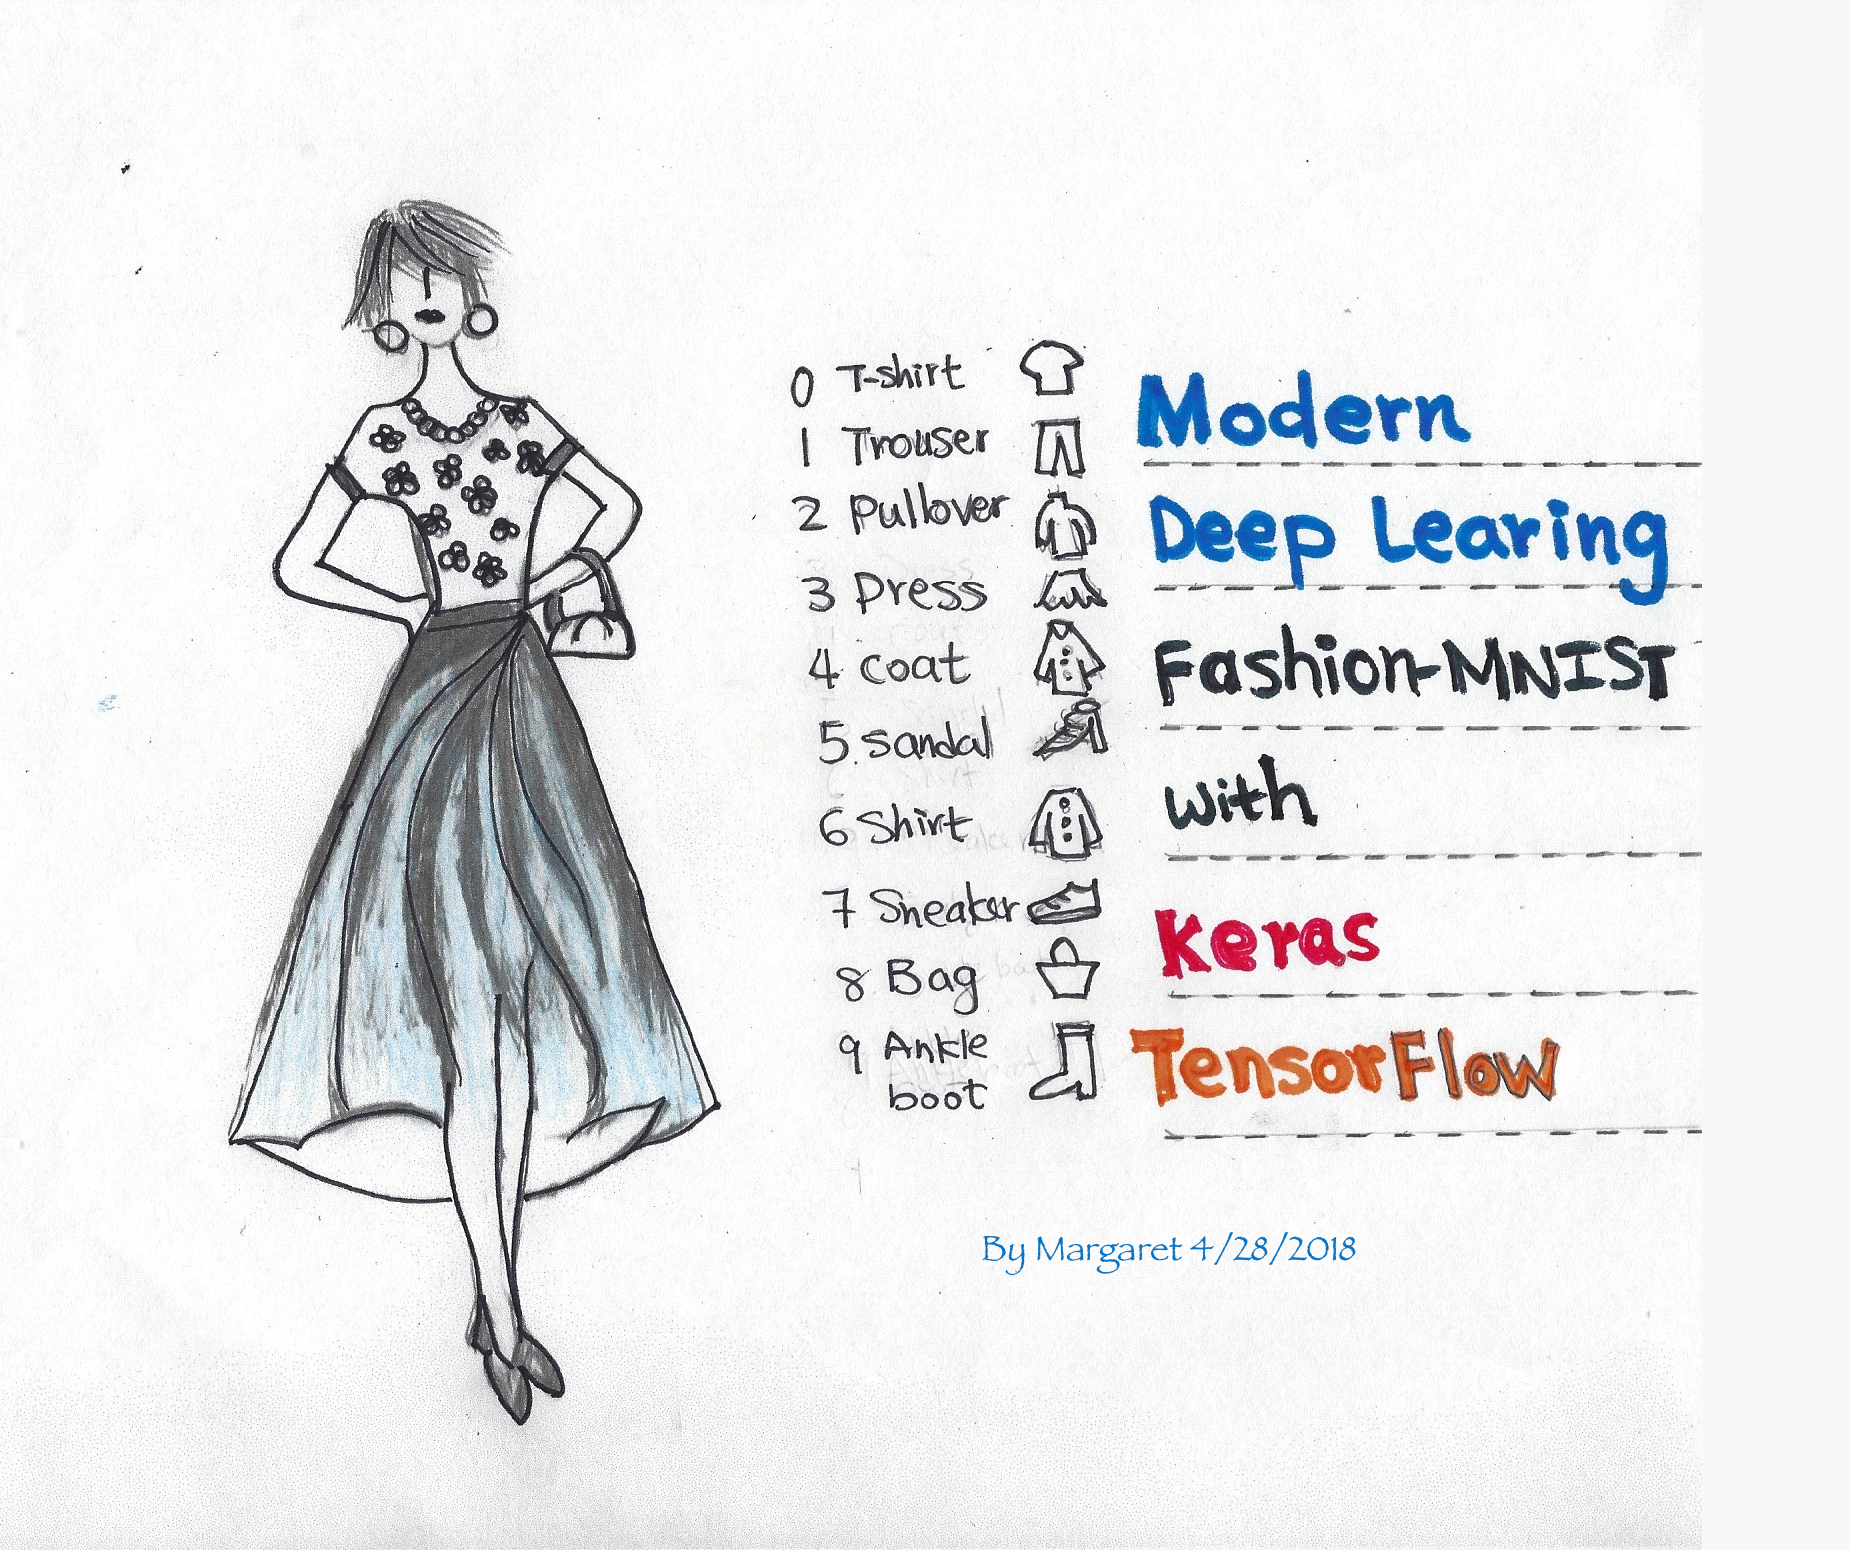 0 T-shirt
1 Trouser
2 Pullover
3 Dress
4 coat
5. sandal
6 Shirt
7 Sneaker
8 Bag
9 Ankle
boot
Modern
Deep Learing
Fashion-MNIST
with
Keras
TensorFlow
By Margaret 4/28/2018